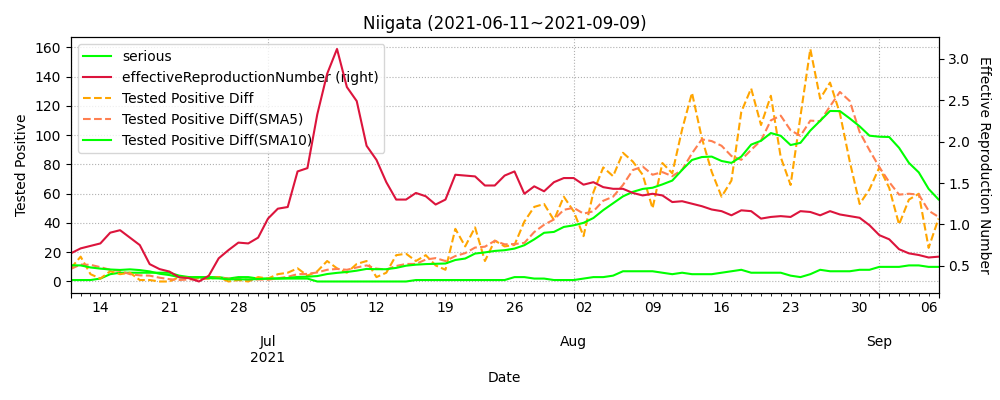 Niigata (2021-06-11~2021-09-09)
serious
effectiveReproductionNumber (right)
Tested Positive Diff
Tested Positive Diff(SMA5)
Tested Positive Diff(SMA10)
Tested Positive
160
140
120
100
80
60
40
20
0
3.0
2.5
2.0
1.5
1.0
0.5
Effective Reproduction Number
14 21 28 05 12 19 26 02 09 16 23 30 06
Jul Aug Sep
2021
Date